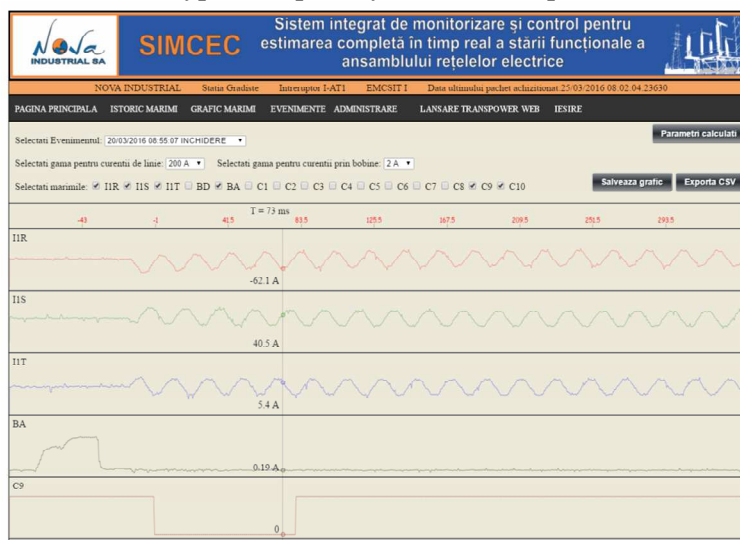 Nova
INDUSTRIAL SA
SIMCEC
Sistem integrat de monitorizare și control pentru
estimarea completă în timp real a stării funcționale a
ansamblului rețelelor electrice
NOVA INDUSTRIAL Statia Gradiste Intreruptor I-AT1 EMCSIT I Data ultimului pachet achizitionat 25/03/2016 08.02.04.23630
PAGINA PRINCIPALA ISTORIC MARIMI GRAFIC MARIMI EVENIMENTE ADMINISTRARE LANSARE TRANSPOWER WEB IESIRE
Parametri calculati
Selectati Evenimentul: 20/03/2016 06.55.07 INCHIDERE
Selectati gama pentru curentii de linie: 200 A Selectati gama pentru curentii prin bobine: 2 A
Selectati marimile: I1R I1S I1T BD BA C1 C2 C3 C4 C5 C6 C7 C8 C9 C10 Salveaza grafic Exporta CSV
T = 73 ms
-43 -1 41.5 83.5 125.5 167.5 209.5 251.5 293.5
I1R
-62.1 A
I1S
40.5 A
I1T
5.4 A
BA
0.19 A
C9
0